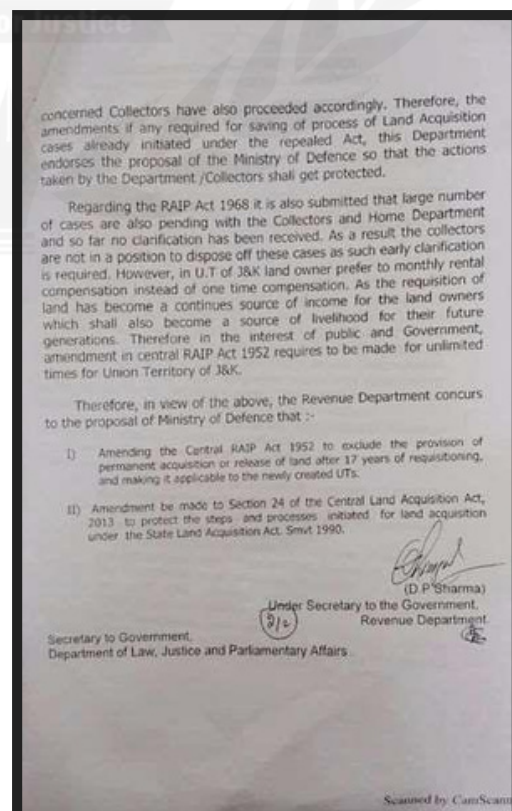 or Justice
concerned Collectors have also proceeded accordingly. Therefore, the
amendments if any required for saving of process of Land Acquisition
cases already initiated under the repealed Act, this Department
endorses the proposal of the Ministry of Defence so that the actions
taken by the Department /Collectors shall get protected.
Regarding the RAIP Act 1968 it is also submitted that large number
of cases are also pending with the Collectors and Home Department
and so far no clarification has been received. As a result the collectors
are not in a position to dispose off these cases as such early clarification
is required. However, in U.T of J&K land owner prefer to monthly rental
compensation instead of one time compensation. As the requisition of
land has become a continues source of income for the land owners
which shall also become a source of livelihood for their future
generations. Therefore in the interest of public and Government,
amendment in central RAIP Act 1952 requires to be made for unlimited
times for Union Territory of J&K.
Therefore, in view of the above, the Revenue Department concurs
to the proposal of Ministry of Defence that :-
I) Amending the Central RAIP Act 1952 to exclude the provision of
permanent acquisition or release of land after 17 years of requisitioning,
and making it applicable to the newly created UTs.
II) Amendment be made to Section 24 of the Central Land Acquisition Act,
2013 to protect the steps and processes initiated for land acquisition
under the State Land Acquisition Act. Smvt 1990.
(D.P Sharma)
Under Secretary to the Government,
Revenue Department.
Secretary to Government,
Department of Law, Justice and Parliamentary Affairs
Scanned by CamScann